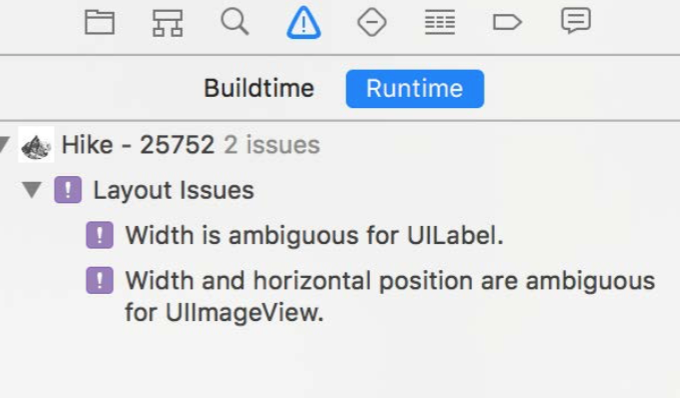 Buildtime Runtime
Hike - 25752 2 issues
Layout Issues
Width is ambiguous for UILabel.
Width and horizontal position are ambiguous
for UIImageView.